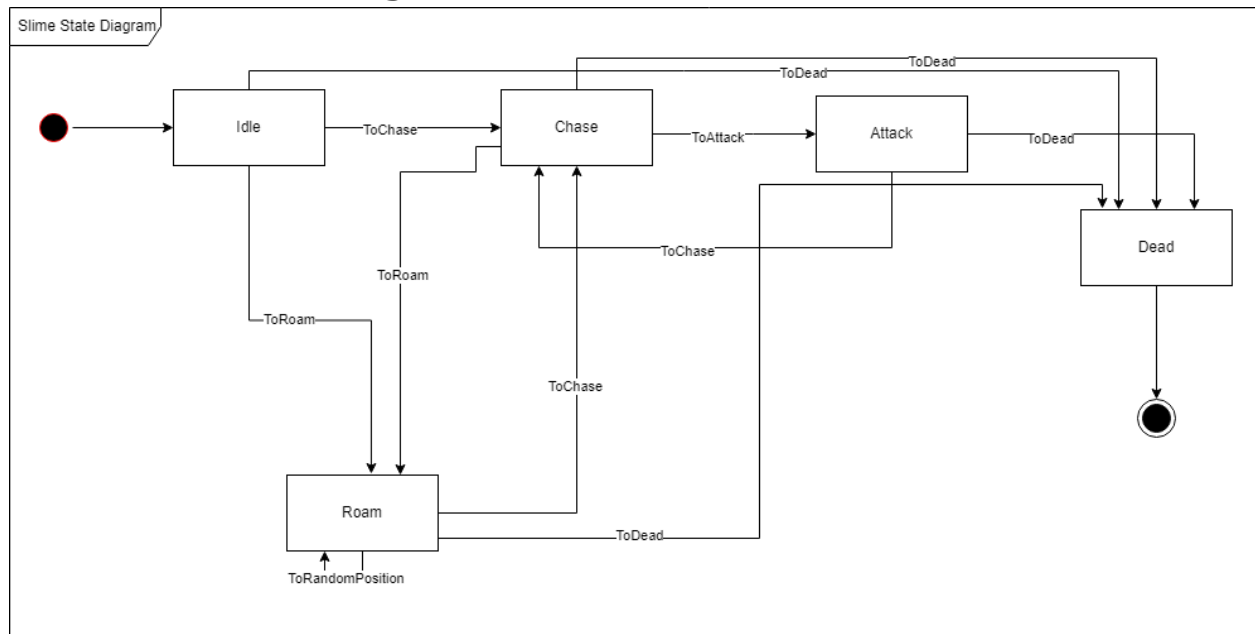 Slime State Diagram
ToDead
ToDead
Idle
ToChase
Chase
ToAttack
Attack
ToDead
ToChase
Dead
ToRoam
ToRoam
ToChase
Roam
ToDead
ToRandomPosition